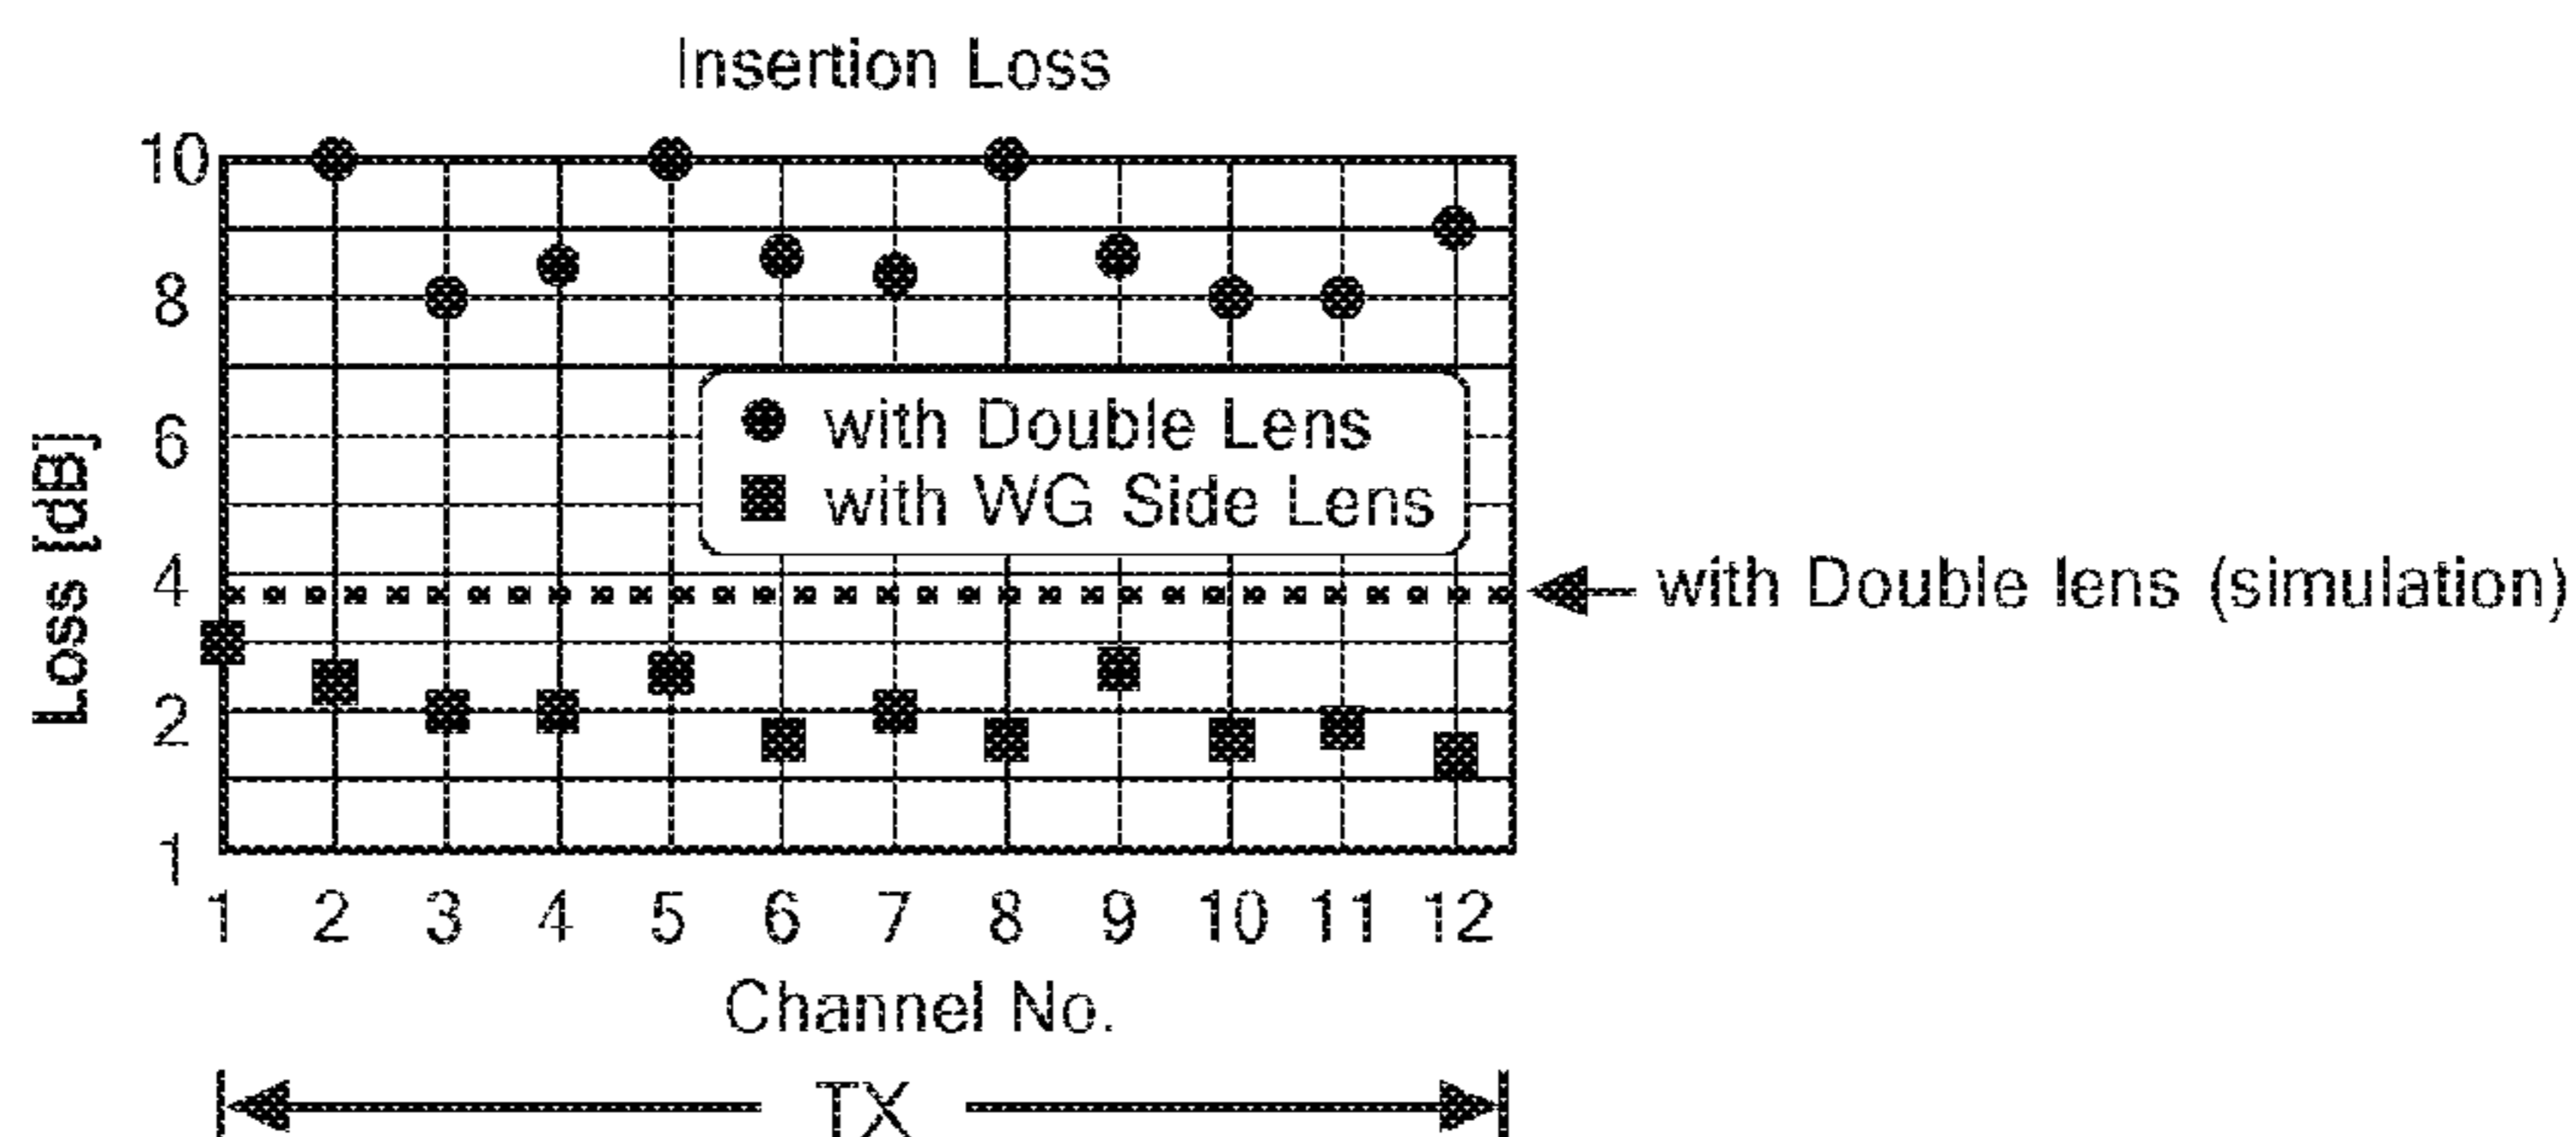 Insertion Loss
10
8
6
4
2
1
Loss [dB]
with Double Lens
with WG Side Lens
with Double lens (simulation)
1 2 3 4 5 6 7 8 9 10 11 12
Channel No.
TX